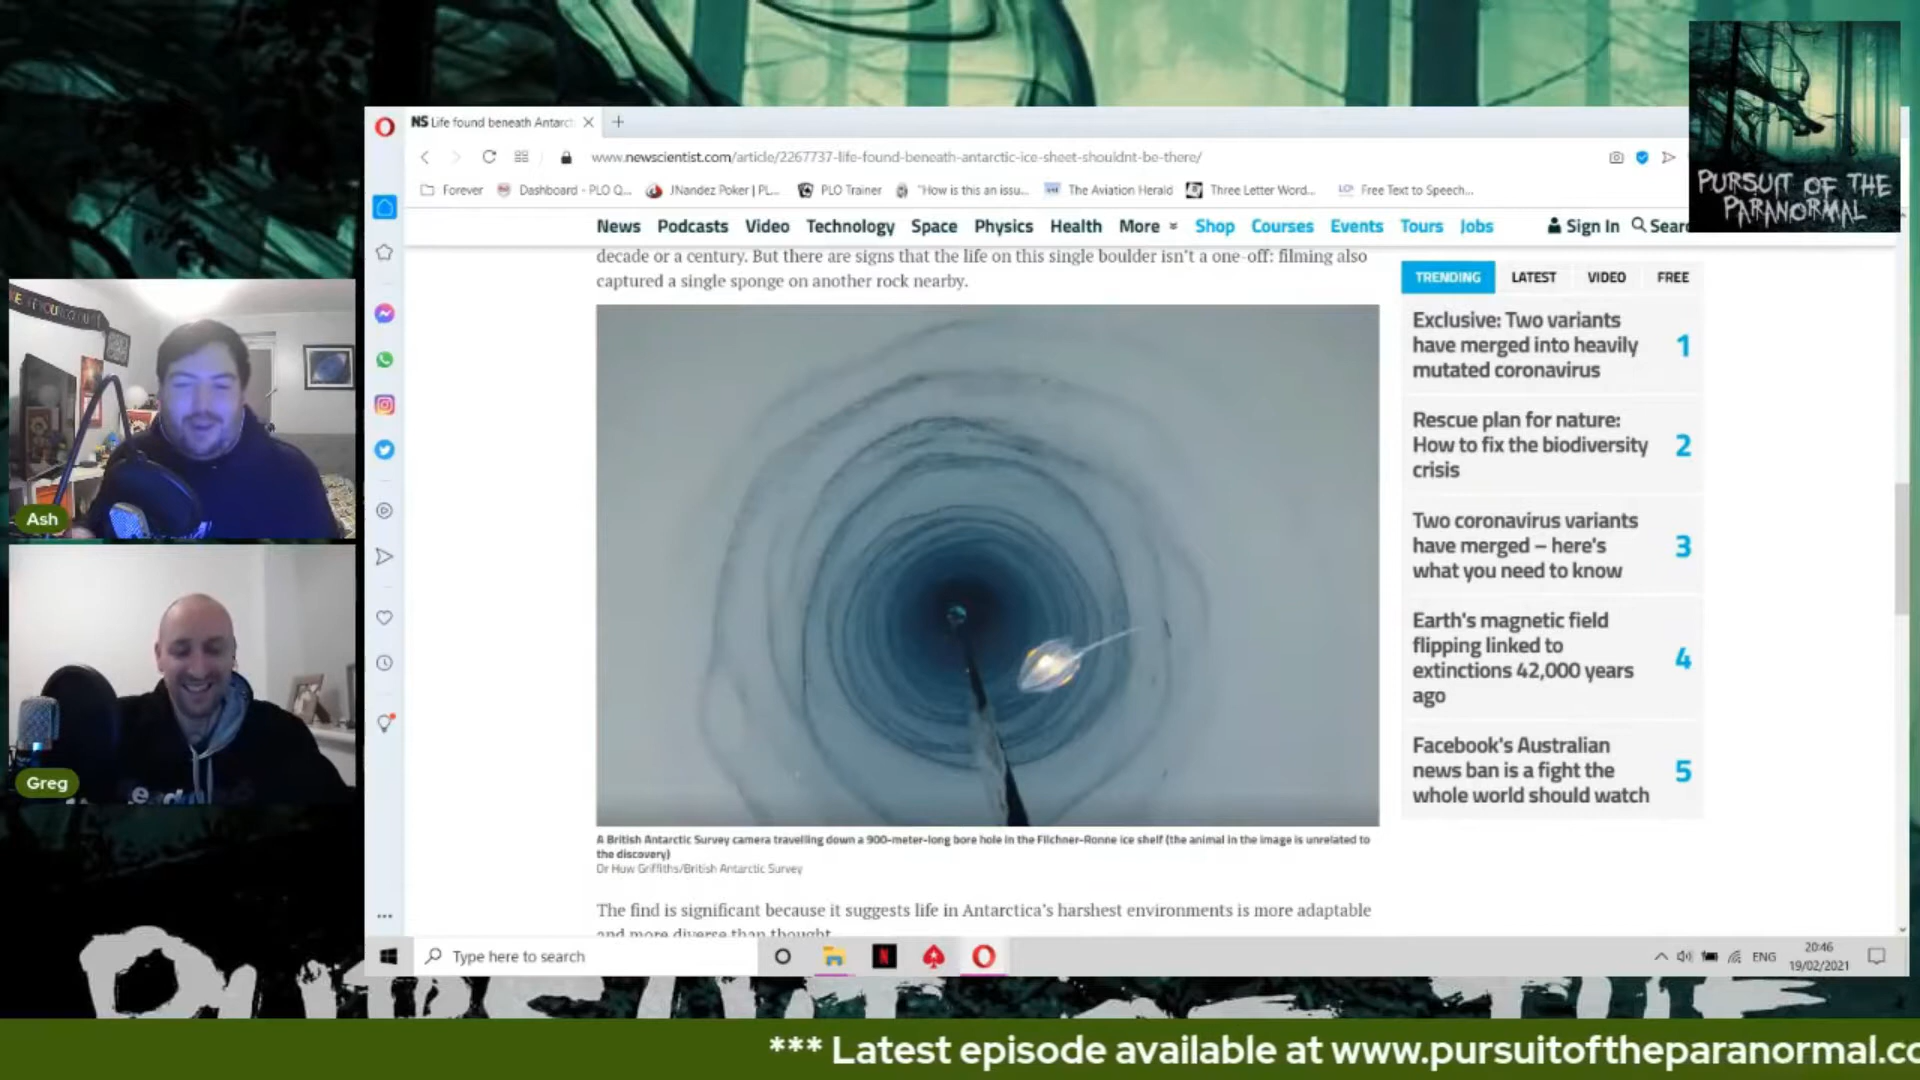 PURSUIT OF THE
PARANORMAL
NS Life found beneath Antarct
www.newscientist.com/article/2267737-life-found-beneath-antarctic-ice-sheet-shouldnt-be-there/
Forever
Dashboard - PLO Q...
JNandez Poker | PL...
PLO Trainer
"How is this an issu...
The Aviation Herald
Three Letter Word...
Free Text to Speech...
News Podcasts Video Technology Space Physics Health More Shop Courses Events Tours Jobs
Sign In
Sear
decade or a century. But there are signs that the life on this single boulder isn't a one-off: filming also
captured a single sponge on another rock nearby.
TRENDING LATEST VIDEO FREE
Exclusive: Two variants
have merged into heavily
mutated coronavirus
1
Rescue plan for nature:
How to fix the biodiversity
crisis
2
Two coronavirus variants
have merged – here's
what you need to know
3
Earth's magnetic field
flipping linked to
extinctions 42,000 years
ago
4
Facebook's Australian
news ban is a fight the
whole world should watch
5
Ash
Greg
A British Antarctic Survey camera travelling down a 900-meter-long bore hole in the Filchner-Ronne ice shelf (the animal in the image is unrelated to
the discovery)
Dr Huw Griffiths/British Antarctic Survey
The find is significant because it suggests life in Antarctica's harshest environments is more adaptable
and more diverse than thought.
Type here to search
ENG
20:46
19/02/2021
*** Latest episode available at www.pursuitoftheparanormal.co